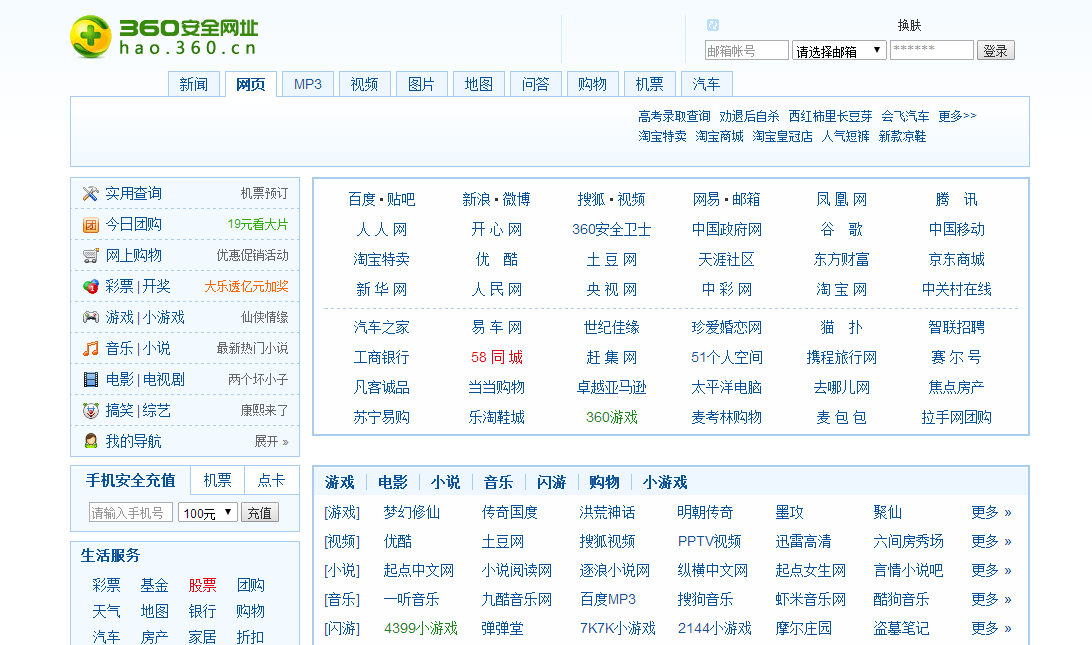 360安全网址
hao.360.cn
换肤
邮箱帐号 请选择邮箱 ****** 登录
新闻 网页 MP3 视频 图片 地图 问答 购物 机票 汽车
高考录取查询 劝退后自杀 西红柿里长豆芽 会飞汽车 更多>>
淘宝特卖 淘宝商城 淘宝皇冠店 人气短裤 新款凉鞋
实用查询 机票预订
今日团购 19元看大片
网上购物 优惠促销活动
彩票|开奖 大乐透亿元加奖
游戏|小游戏 仙侠情缘
音乐|小说 最新热门小说
电影|电视剧 两个坏小子
搞笑|综艺 康熙来了
我的导航 展开 »
百度·贴吧 新浪·微博 搜狐·视频 网易·邮箱 凤凰网 腾 讯
人人网 开心网 360安全卫士 中国政府网 谷 歌 中国移动
淘宝特卖 优 酷 土豆网 天涯社区 东方财富 京东商城
新华网 人民网 央视网 中彩网 淘宝网 中关村在线
汽车之家 易车网 世纪佳缘 珍爱婚恋网 猫 扑 智联招聘
工商银行 58同城 赶集网 51个人空间 携程旅行网 赛尔号
凡客诚品 当当购物 卓越亚马逊 太平洋电脑 去哪儿网 焦点房产
苏宁易购 乐淘鞋城 360游戏 麦考林购物 麦包包 拉手网团购
手机安全充值 机票 点卡
请输入手机号 100元 充值
生活服务
彩票 基金 股票 团购
天气 地图 银行 购物
汽车 房产 家居 折扣
游戏 电影 小说 音乐 闪游 购物 小游戏
[游戏] 梦幻修仙 传奇国度 洪荒神话 明朝传奇 墨攻 聚仙 更多 »
[视频] 优酷 土豆网 搜狐视频 PPTV视频 迅雷高清 六间房秀场 更多 »
[小说] 起点中文网 小说阅读网 逐浪小说网 纵横中文网 起点女生网 言情小说吧 更多 »
[音乐] 一听音乐 九酷音乐网 百度MP3 搜狗音乐 虾米音乐网 酷狗音乐 更多 »
[闪游] 4399小游戏 弹弹堂 7K7K小游戏 2144小游戏 摩尔庄园 盗墓笔记 更多 »